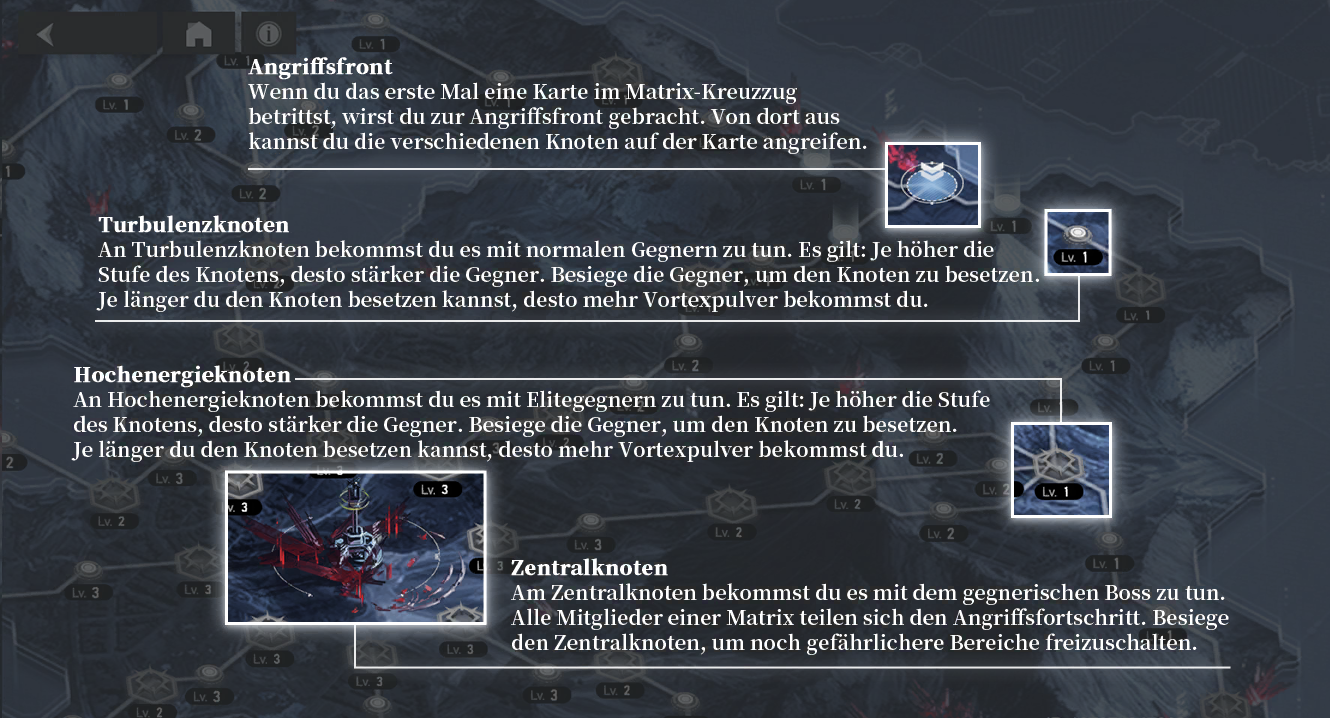 Lv. 1
Lv. 1
Angriffsfront
Wenn du das erste Mal eine Karte im Matrix-Kreuzzug
betrittst, wirst du zur Angriffsfront gebracht. Von dort aus
kannst du die verschiedenen Knoten auf der Karte angreifen.
Lv. 1
Lv. 2
1
Lv. 1
Lv. 2
Lv. 1
Turbulenzknoten
An Turbulenzknoten bekommst du es mit normalen Gegnern zu tun. Es gilt: Je höher die
Stufe des Knotens, desto stärker die Gegner. Besiege die Gegner, um den Knoten zu besetzen.
Je länger du den Knoten besetzen kannst, desto mehr Vortexpulver bekommst du.
Lv. 1
Lv. 1
Lv. 2
Lv. 1
Hochenergieknoten
An Hochenergieknoten bekommst du es mit Elitegegnern zu tun. Es gilt: Je höher die Stufe
des Knotens, desto stärker die Gegner. Besiege die Gegner, um den Knoten zu besetzen.
Je länger du den Knoten besetzen kannst, desto mehr Vortexpulver bekommst du.
Lv.
2
Lv. 2
Lv. 3
Lv. 3
Lv. 2
Lv. 1
v. 3
Lv. 2
Lv. 2
Lv. 2
Lv. 2
Lv. 3
Lv. 1
L
3
Lv. 3
Lv. 3
Zentralknoten
Am Zentralknoten bekommst du es mit dem gegnerischen Boss zu tun.
Alle Mitglieder einer Matrix teilen sich den Angriffsfortschritt. Besiege
den Zentralknoten, um noch gefährlichere Bereiche freizuschalten.
Lv. 3
Lv. 3
Lv. 3
Lv. 3
Lv. 3
Lv. 2
Lv. 2